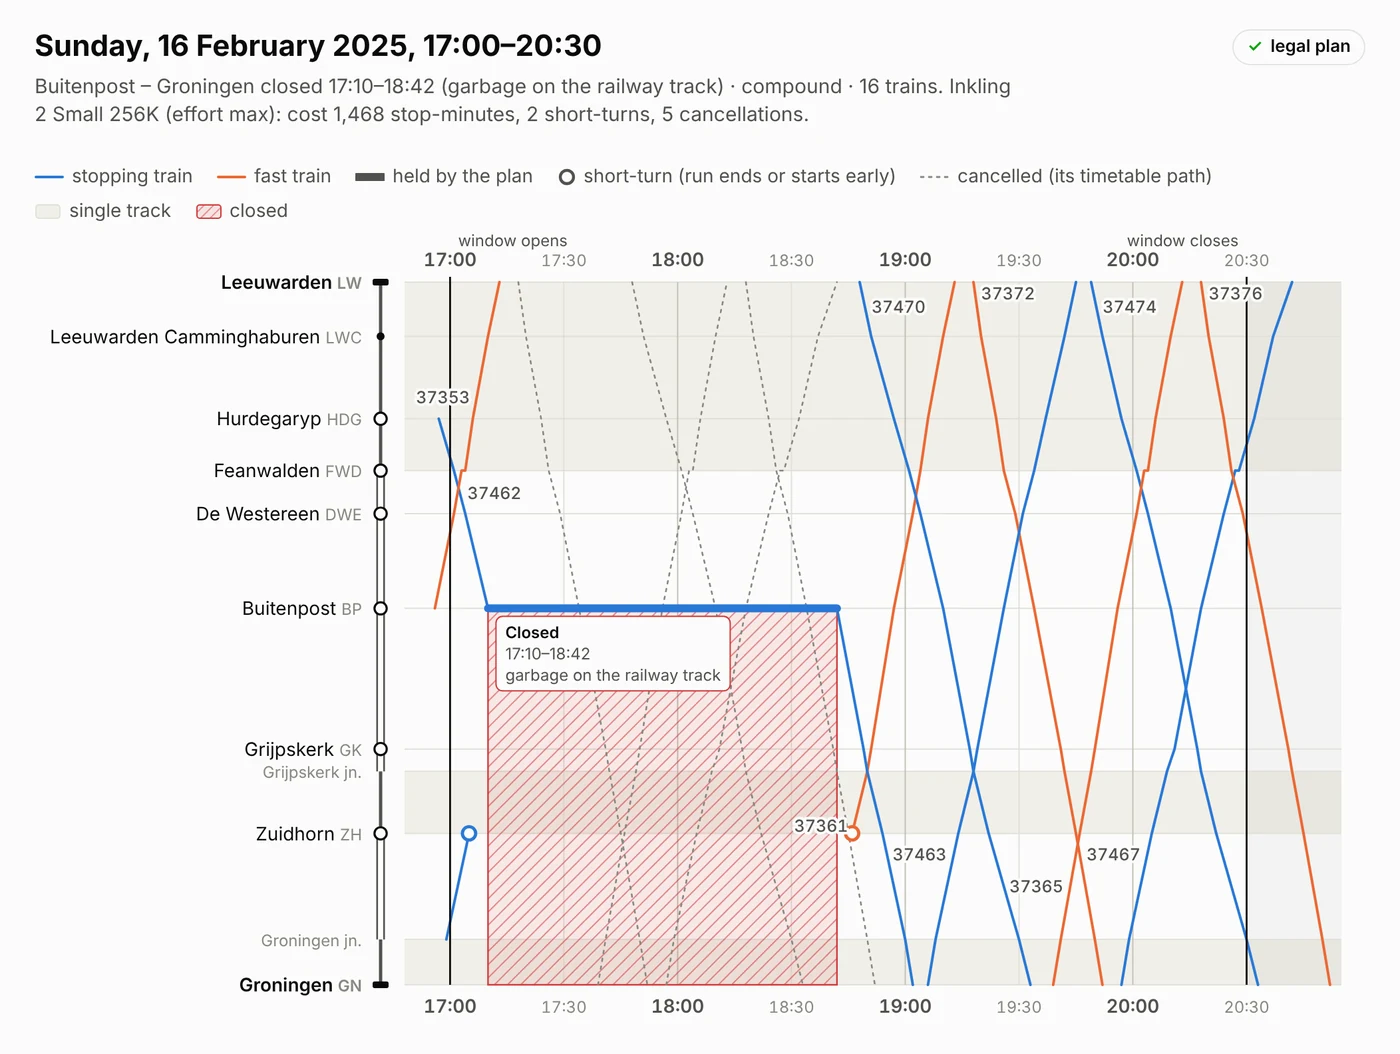 Sunday, 16 February 2025, 17:00–20:30
legal plan
Buitenpost – Groningen closed 17:10–18:42 (garbage on the railway track) · compound · 16 trains. Inkling
2 Small 256K (effort max): cost 1,468 stop-minutes, 2 short-turns, 5 cancellations.
stopping train fast train held by the plan short-turn (run ends or starts early) cancelled (its timetable path)
single track closed
window opens window closes
17:00 17:30 18:00 18:30 19:00 19:30 20:00 20:30
Leeuwarden LW
37372 37376
37470 37474
Leeuwarden Camminghaburen LWC
37353
Hurdegaryp HDG
Feanwalden FWD
37462
De Westereen DWE
Buitenpost BP
Closed
17:10–18:42
garbage on the railway track
Grijpskerk GK
Grijpskerk jn.
37361
Zuidhorn ZH
37463 37467
37365
Groningen jn.
Groningen GN
17:00 17:30 18:00 18:30 19:00 19:30 20:00 20:30